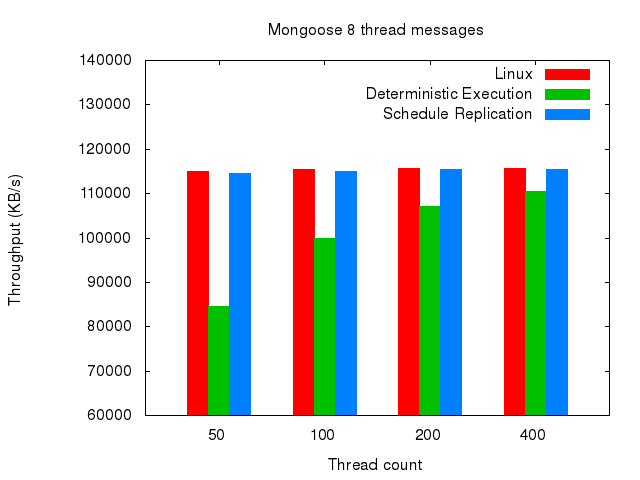 Mongoose 8 thread messages
Linux
Deterministic Execution
Schedule Replication
Throughput (KB/s)
140000
130000
120000
110000
100000
90000
80000
70000
60000
50 100 200 400
Thread count